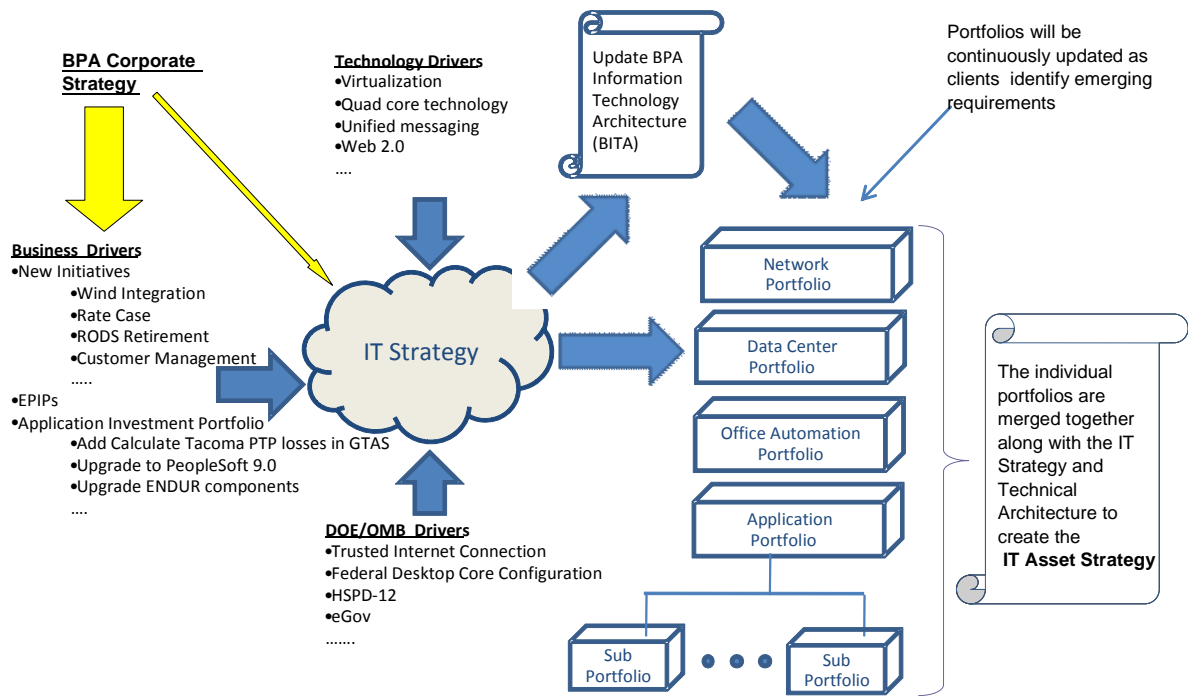 BPA Corporate
Strategy
Technology Drivers
•Virtualization
•Quad core technology
•Unified messaging
•Web 2.0
....
Update BPA
Information
Technology
Architecture
(BITA)
Portfolios will be
continuously updated as
clients identify emerging
requirements
Business Drivers
•New Initiatives
•Wind Integration
•Rate Case
•RODS Retirement
•Customer Management
.....
•EPIPs
•Application Investment Portfolio
•Add Calculate Tacoma PTP losses in GTAS
•Upgrade to PeopleSoft 9.0
•Upgrade ENDUR components
....
IT Strategy
DOE/OMB Drivers
•Trusted Internet Connection
•Federal Desktop Core Configuration
•HSPD-12
•eGov
.......
Network
Portfolio
Data Center
Portfolio
Office Automation
Portfolio
Application
Portfolio
Sub
Portfolio
Sub
Portfolio
The individual
portfolios are
merged together
along with the IT
Strategy and
Technical
Architecture to
create the
IT Asset Strategy